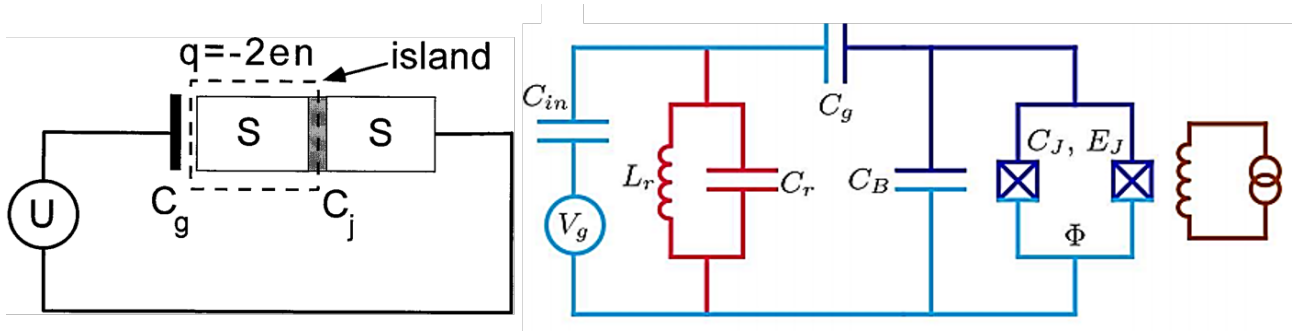 q=-2en
island
S S
C_g
C_j
U
C_in
V_g
L_r
C_r
C_g
C_B
C_J, E_J
Φ